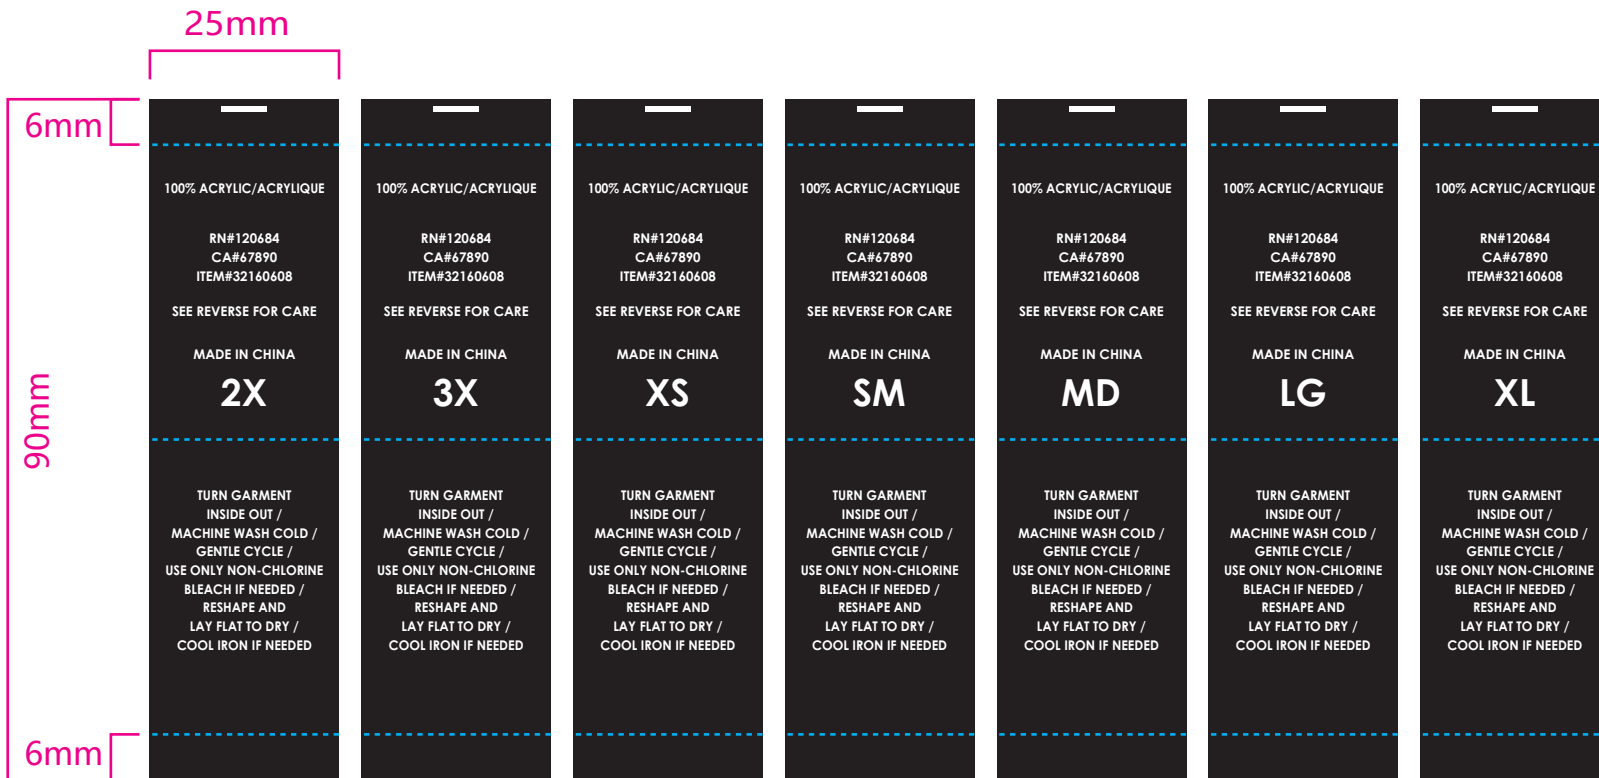 25mm
6mm
90mm
6mm
100% ACRYLIC/ACRYLIQUE
RN#120684
CA#67890
ITEM#32160608
SEE REVERSE FOR CARE
MADE IN CHINA
2X
TURN GARMENT
INSIDE OUT /
MACHINE WASH COLD /
GENTLE CYCLE /
USE ONLY NON-CHLORINE
BLEACH IF NEEDED /
RESHAPE AND
LAY FLAT TO DRY /
COOL IRON IF NEEDED
100% ACRYLIC/ACRYLIQUE
RN#120684
CA#67890
ITEM#32160608
SEE REVERSE FOR CARE
MADE IN CHINA
3X
TURN GARMENT
INSIDE OUT /
MACHINE WASH COLD /
GENTLE CYCLE /
USE ONLY NON-CHLORINE
BLEACH IF NEEDED /
RESHAPE AND
LAY FLAT TO DRY /
COOL IRON IF NEEDED
100% ACRYLIC/ACRYLIQUE
RN#120684
CA#67890
ITEM#32160608
SEE REVERSE FOR CARE
MADE IN CHINA
XS
TURN GARMENT
INSIDE OUT /
MACHINE WASH COLD /
GENTLE CYCLE /
USE ONLY NON-CHLORINE
BLEACH IF NEEDED /
RESHAPE AND
LAY FLAT TO DRY /
COOL IRON IF NEEDED
100% ACRYLIC/ACRYLIQUE
RN#120684
CA#67890
ITEM#32160608
SEE REVERSE FOR CARE
MADE IN CHINA
SM
TURN GARMENT
INSIDE OUT /
MACHINE WASH COLD /
GENTLE CYCLE /
USE ONLY NON-CHLORINE
BLEACH IF NEEDED /
RESHAPE AND
LAY FLAT TO DRY /
COOL IRON IF NEEDED
100% ACRYLIC/ACRYLIQUE
RN#120684
CA#67890
ITEM#32160608
SEE REVERSE FOR CARE
MADE IN CHINA
MD
TURN GARMENT
INSIDE OUT /
MACHINE WASH COLD /
GENTLE CYCLE /
USE ONLY NON-CHLORINE
BLEACH IF NEEDED /
RESHAPE AND
LAY FLAT TO DRY /
COOL IRON IF NEEDED
100% ACRYLIC/ACRYLIQUE
RN#120684
CA#67890
ITEM#32160608
SEE REVERSE FOR CARE
MADE IN CHINA
LG
TURN GARMENT
INSIDE OUT /
MACHINE WASH COLD /
GENTLE CYCLE /
USE ONLY NON-CHLORINE
BLEACH IF NEEDED /
RESHAPE AND
LAY FLAT TO DRY /
COOL IRON IF NEEDED
100% ACRYLIC/ACRYLIQUE
RN#120684
CA#67890
ITEM#32160608
SEE REVERSE FOR CARE
MADE IN CHINA
XL
TURN GARMENT
INSIDE OUT /
MACHINE WASH COLD /
GENTLE CYCLE /
USE ONLY NON-CHLORINE
BLEACH IF NEEDED /
RESHAPE AND
LAY FLAT TO DRY /
COOL IRON IF NEEDED